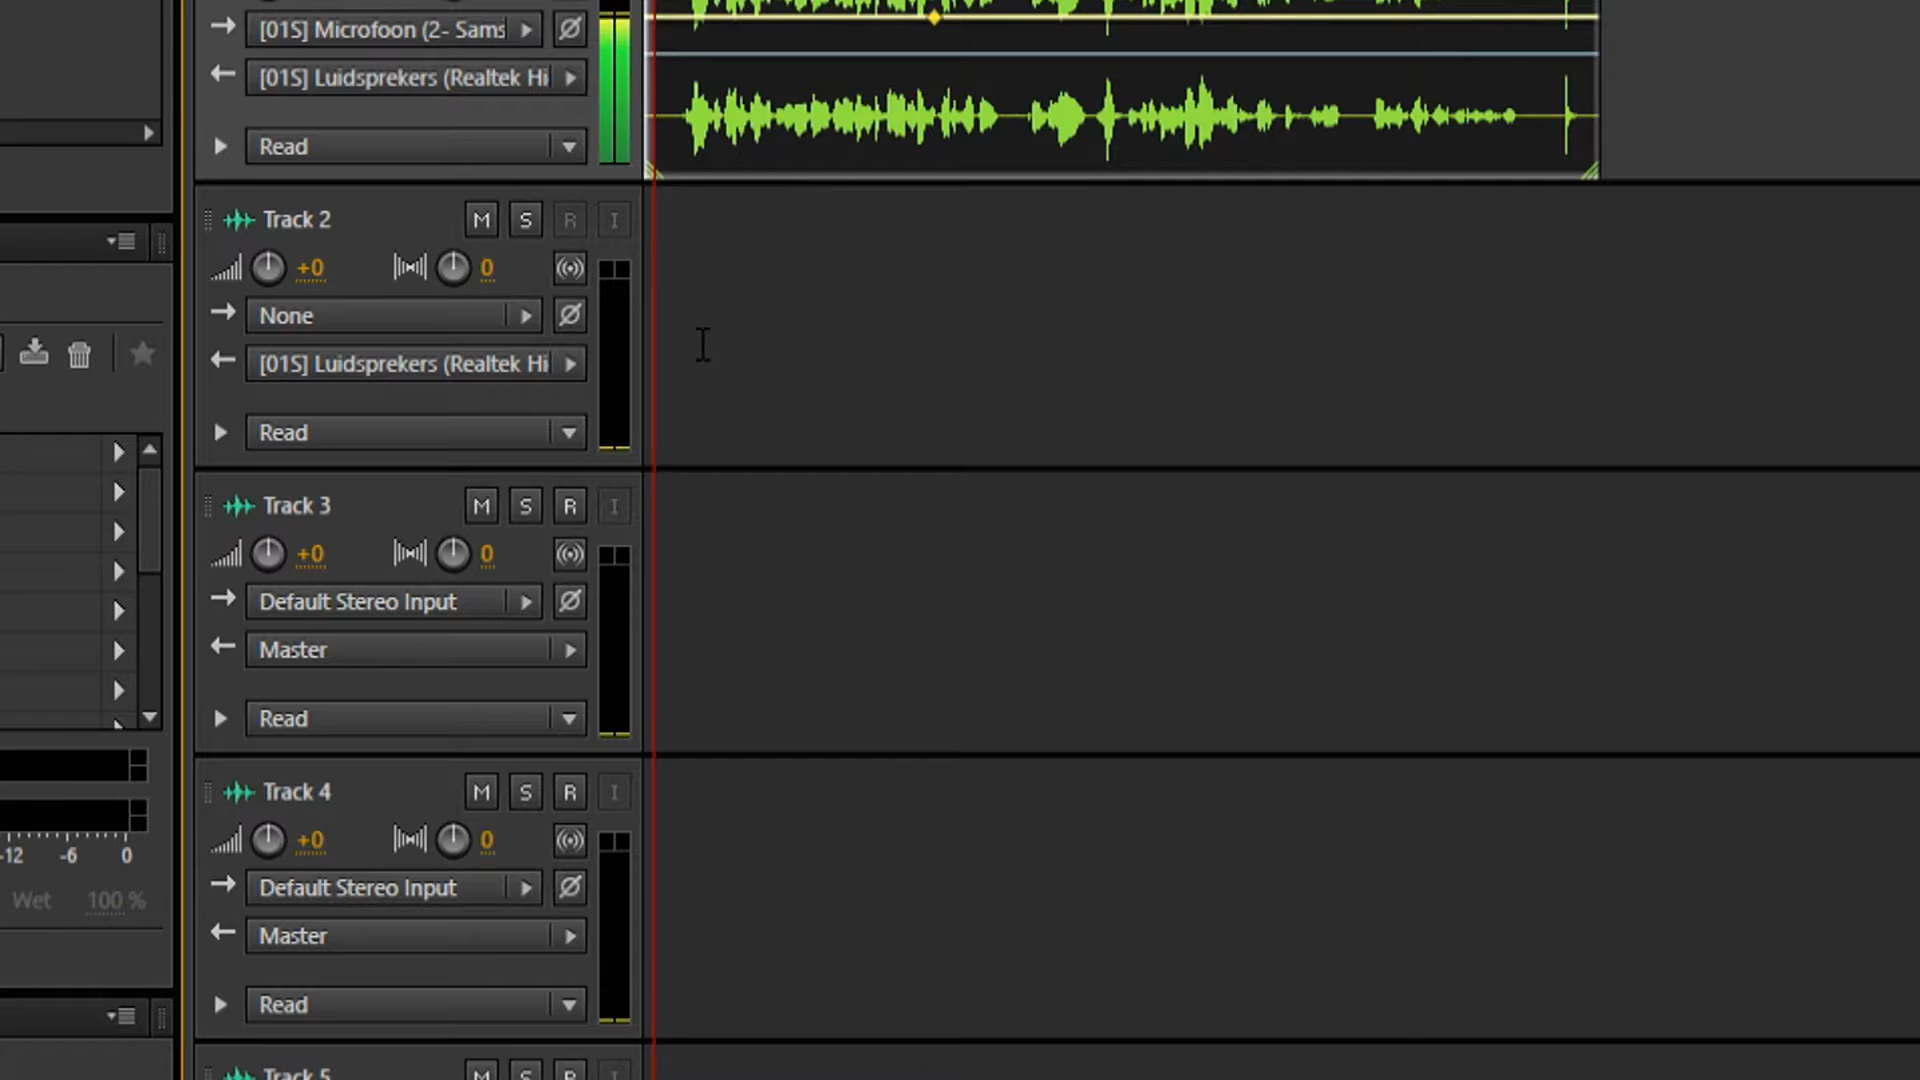 [01S] Microfoon (2- Sams
[01S] Luidsprekers (Realtek Hi
Read
Track 2 M S R I
+0 0
None
[01S] Luidsprekers (Realtek Hi
Read
Track 3 M S R I
+0 0
Default Stereo Input
Master
Read
Track 4 M S R I
+0 0
-12 -6 0
Default Stereo Input
Wet 100 %
Master
Read
Track 5 M S R I